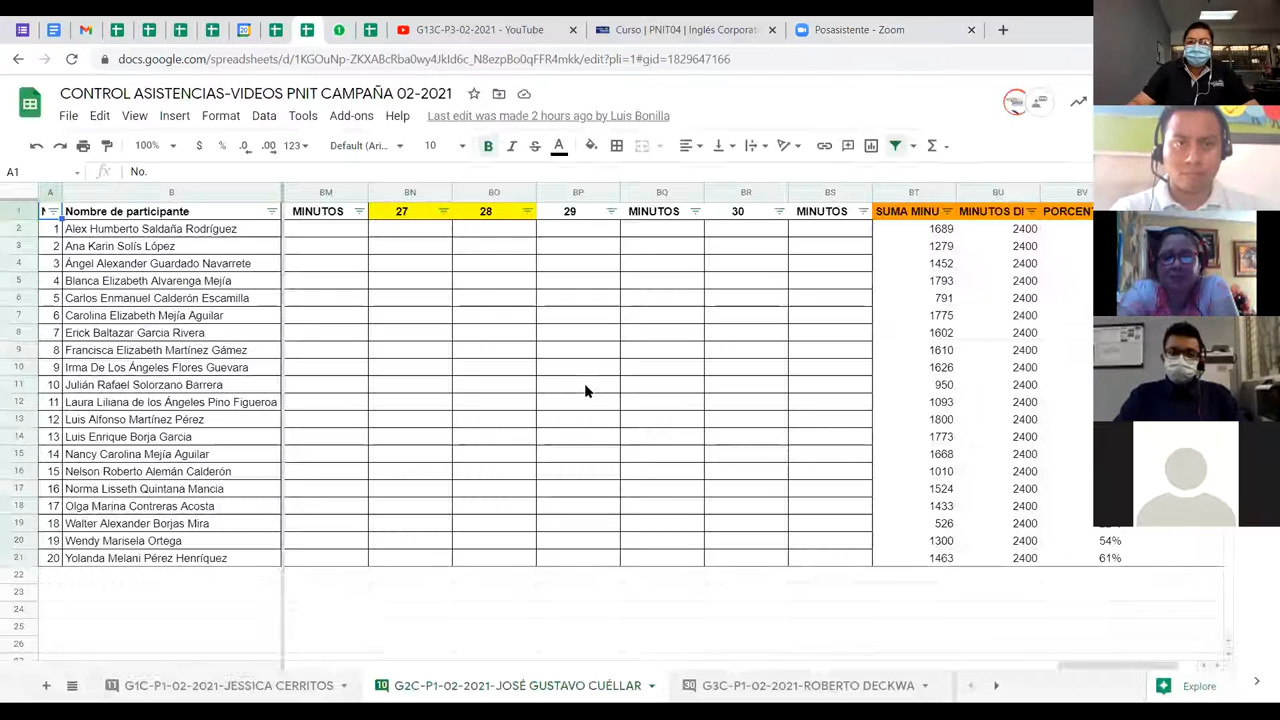 G13C-P3-02-2021 - YouTube
Curso | PNIT04 | Inglés Corporat
Posasistente - Zoom
CONTROL ASISTENCIAS-VIDEOS PNIT CAMPAÑA 02-2021
File Edit View Insert Format Data Tools Add-ons Help Last edit was made 2 hours ago by Luis Bonilla
100% $ % .0 .00 123 Default (Ari... 10 B I S A
A1 fx No.
A B BM BN BO BP BQ BR BS BT BU BV
1 Nombre de participante MINUTOS 27 28 29 MINUTOS 30 MINUTOS SUMA MINU MINUTOS DI PORCEN
2 1 Alex Humberto Saldaña Rodríguez 1689 2400
3 2 Ana Karin Solís López 1279 2400
4 3 Ángel Alexander Guardado Navarrete 1452 2400
5 4 Blanca Elizabeth Alvarenga Mejía 1793 2400
6 5 Carlos Enmanuel Calderón Escamilla 791 2400
7 6 Carolina Elizabeth Mejía Aguilar 1775 2400
8 7 Erick Baltazar Garcia Rivera 1602 2400
9 8 Francisca Elizabeth Martínez Gámez 1610 2400
10 9 Irma De Los Ángeles Flores Guevara 1626 2400
11 10 Julián Rafael Solorzano Barrera 950 2400
12 11 Laura Liliana de los Ángeles Pino Figueroa 1093 2400
13 12 Luis Alfonso Martínez Pérez 1800 2400
14 13 Luis Enrique Borja Garcia 1773 2400
15 14 Nancy Carolina Mejía Aguilar 1668 2400
16 15 Nelson Roberto Alemán Calderón 1010 2400
17 16 Norma Lisseth Quintana Mancia 1524 2400
18 17 Olga Marina Contreras Acosta 1433 2400
19 18 Walter Alexander Borjas Mira 526 2400
20 19 Wendy Marisela Ortega 1300 2400 54%
21 20 Yolanda Melani Pérez Henríquez 1463 2400 61%
22
23
24
25
26
11 G1C-P1-02-2021-JESSICA CERRITOS 10 G2C-P1-02-2021-JOSÉ GUSTAVO CUÉLLAR G3C-P1-02-2021-ROBERTO DECKWA Explore